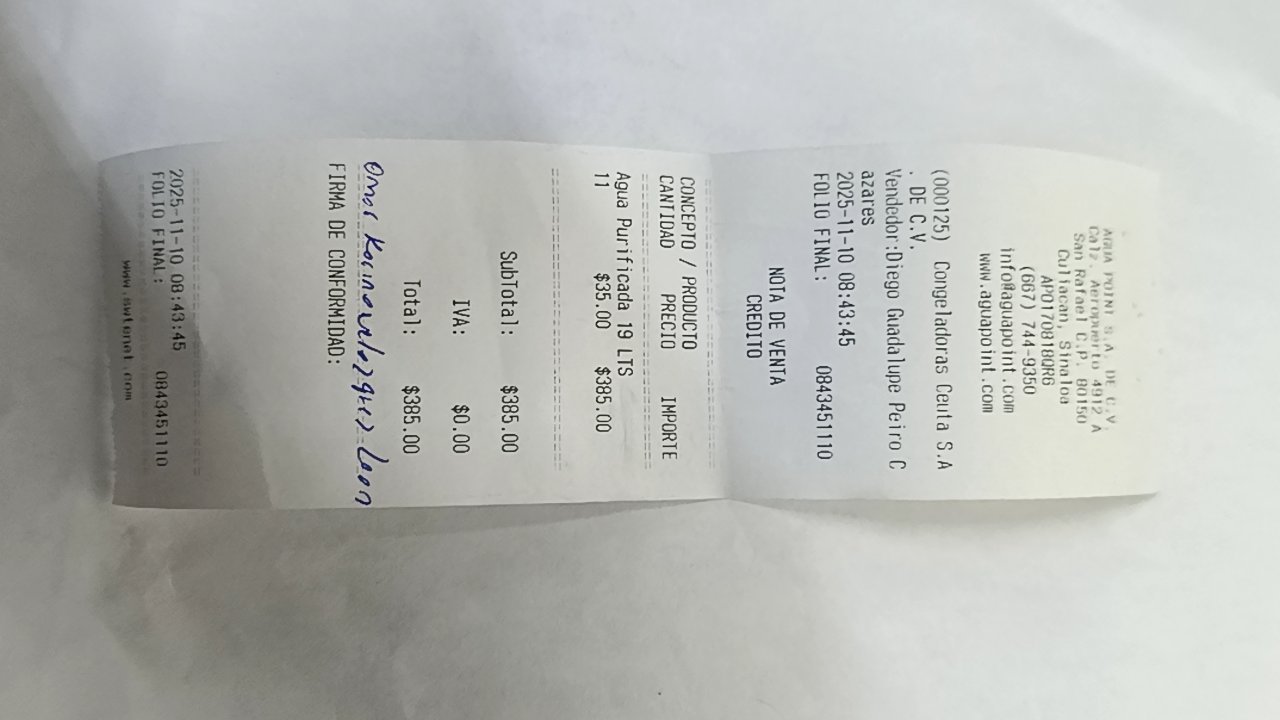 AGUA POINT S.A. DE C.V.
Calz. Aeropuerto 4912 A
San Rafael C.P. 80150
Culiacan, Sinaloa
APO170818QR6
(667) 744-9350
info@aguapoint.com
www.aguapoint.com
(000125) Congeladoras Ceuta S.A
. DE C.V.
Vendedor:Diego Guadalupe Peiro C
azares
2025-11-10 08:43:45
FOLIO FINAL: 0843451110
NOTA DE VENTA
CREDITO
CONCEPTO / PRODUCTO
CANTIDAD PRECIO IMPORTE
Agua Purificada 19 LTS
11 $35.00 $385.00
SubTotal: $385.00
IVA: $0.00
Total: $385.00
Omar
FIRMA DE CONFORMIDAD:
2025-11-10 08:43:45
FOLIO FINAL: 0843451110